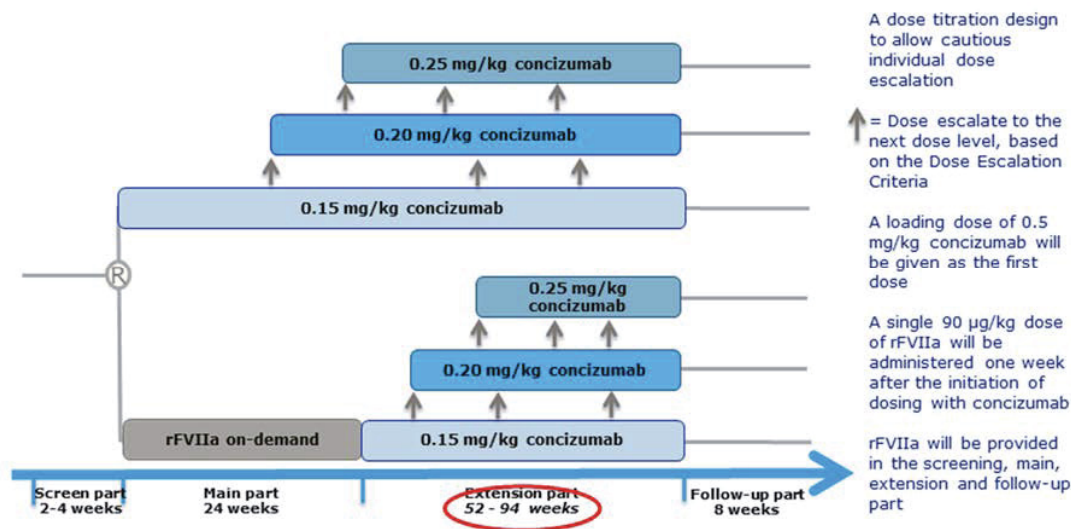 0.25 mg/kg concizumab
0.20 mg/kg concizumab
0.15 mg/kg concizumab
R
0.25 mg/kg
concizumab
0.20 mg/kg concizumab
rFVIIa on-demand
0.15 mg/kg concizumab
Screen part
2-4 weeks
Main part
24 weeks
Extension part
52 - 94 weeks
Follow-up part
8 weeks
A dose titration design
to allow cautious
individual dose
escalation
= Dose escalate to the
next dose level, based
on the Dose Escalation
Criteria
A loading dose of 0.5
mg/kg concizumab will
be given as the first
dose
A single 90 µg/kg dose
of rFVIIa will be
administered one week
after the initiation of
dosing with concizumab
rFVIIa will be provided
in the screening, main,
extension and follow-up
part